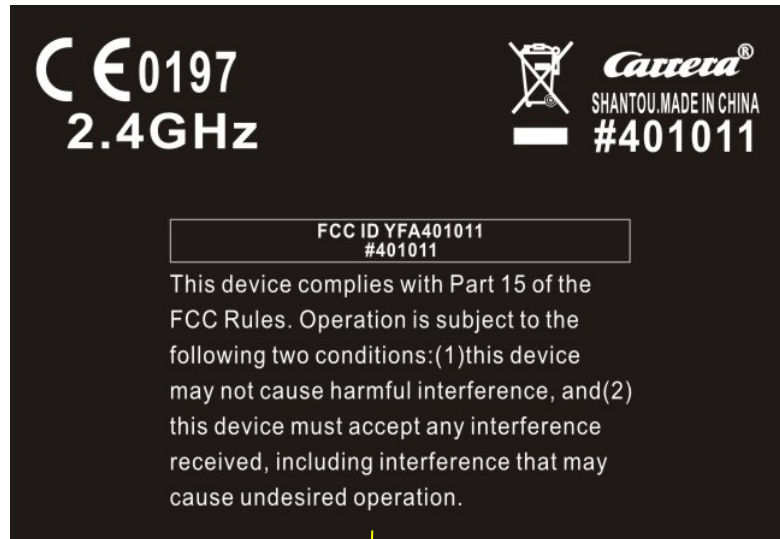 CE0197
2.4GHz
Carrera®
SHANTOU.MADE IN CHINA
#401011
FCC ID YFA401011
#401011
This device complies with Part 15 of the
FCC Rules. Operation is subject to the
following two conditions:(1)this device
may not cause harmful interference, and(2)
this device must accept any interference
received, including interference that may
cause undesired operation.